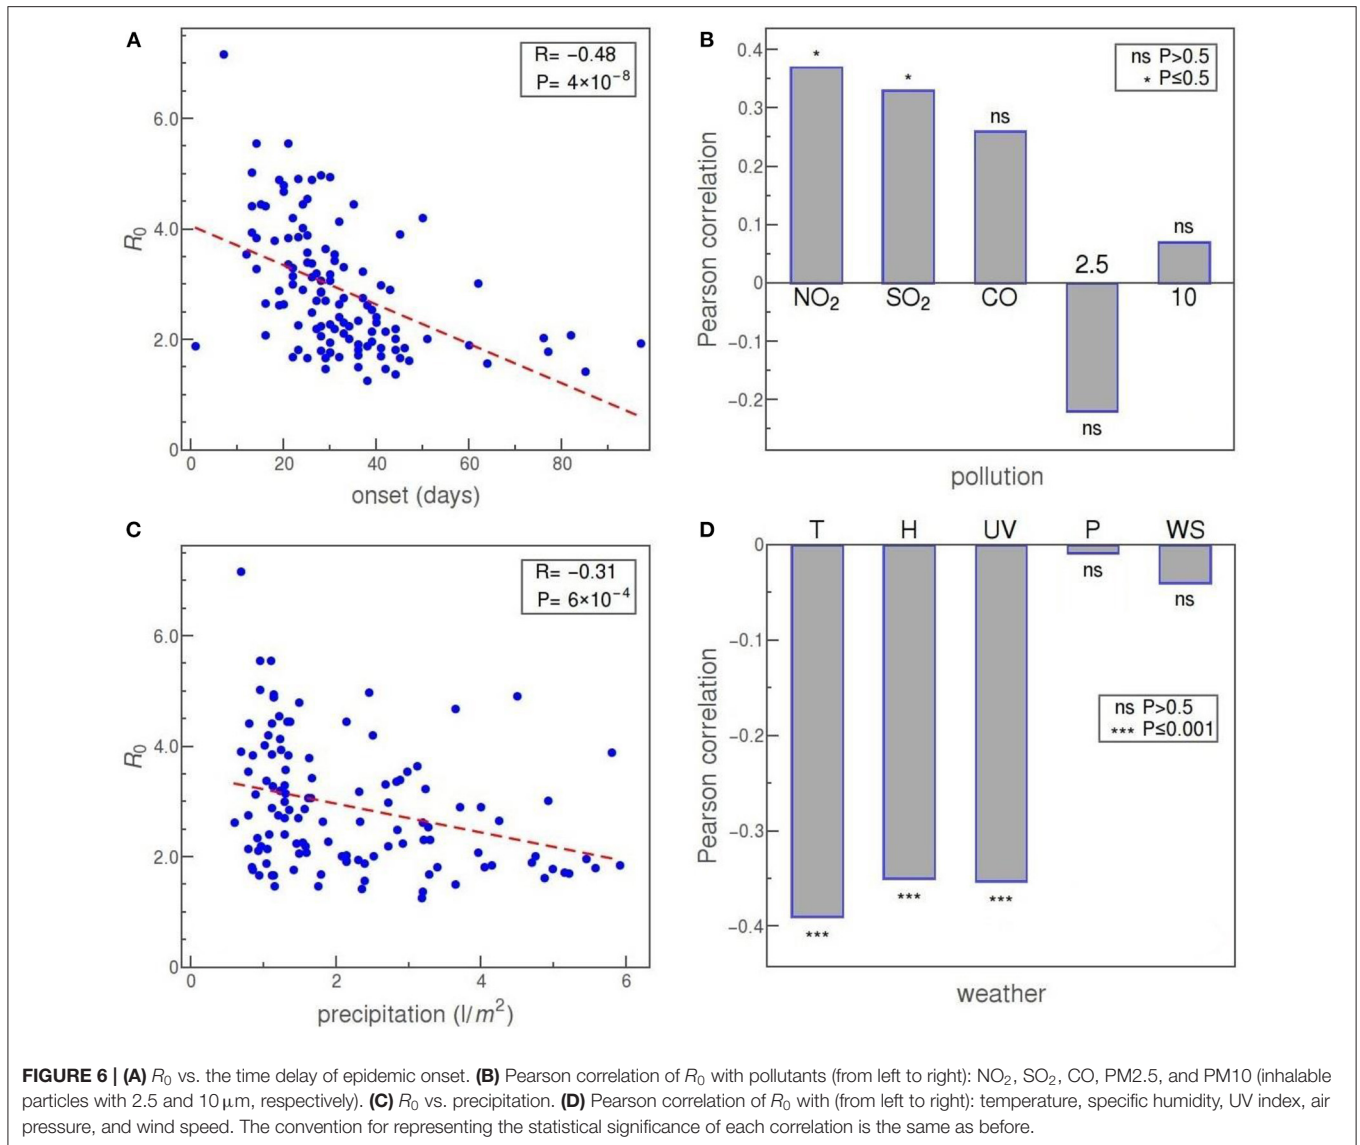 A
R= −0.48
P= 4×10⁻⁸
6.0
4.0
2.0
0
R₀
0 20 40 60 80
onset (days)
B
ns P>0.5
* P≤0.5
0.4
0.3
0.2
0.1
0
−0.1
−0.2
Pearson correlation
* * ns 2.5 ns
NO₂ SO₂ CO ns 10
pollution
C
R= −0.31
P= 6×10⁻⁴
6.0
4.0
2.0
0
R₀
0 2 4 6
precipitation (l/m²)
D
T H UV P WS
0
−0.1
−0.2
−0.3
−0.4
Pearson correlation
ns ns
ns P>0.5
*** P≤0.001
*** *** ***
weather
FIGURE 6 | (A) R₀ vs. the time delay of epidemic onset. (B) Pearson correlation of R₀ with pollutants (from left to right): NO₂, SO₂, CO, PM2.5, and PM10 (inhalable
particles with 2.5 and 10 μm, respectively). (C) R₀ vs. precipitation. (D) Pearson correlation of R₀ with (from left to right): temperature, specific humidity, UV index, air
pressure, and wind speed. The convention for representing the statistical significance of each correlation is the same as before.